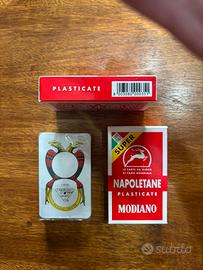 PLASTICATE
SUPER
NAPOLETANE
PLASTICATE
MODIANO
subito